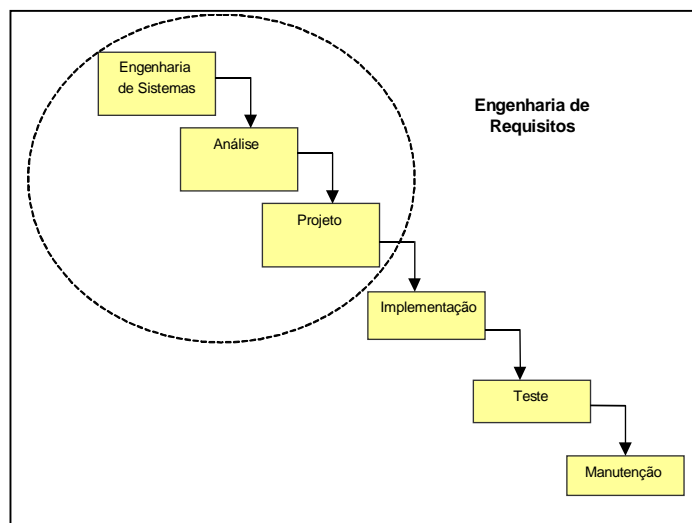 Engenharia
de Sistemas
Engenharia de
Requisitos
Análise
Projeto
Implementação
Teste
Manutenção